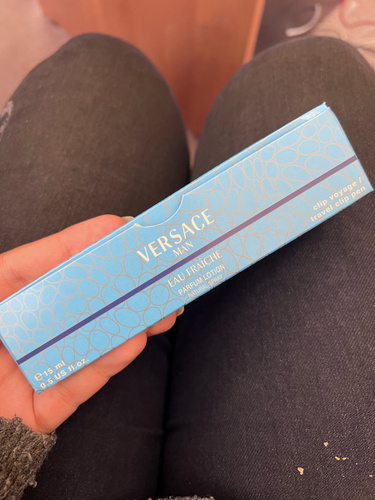 VERSACE
MAN
EAU FRAÎCHE
PARFUM LOTION
clip voyage /
travel clip pen
℮15 ml
0.5 US fl oz.